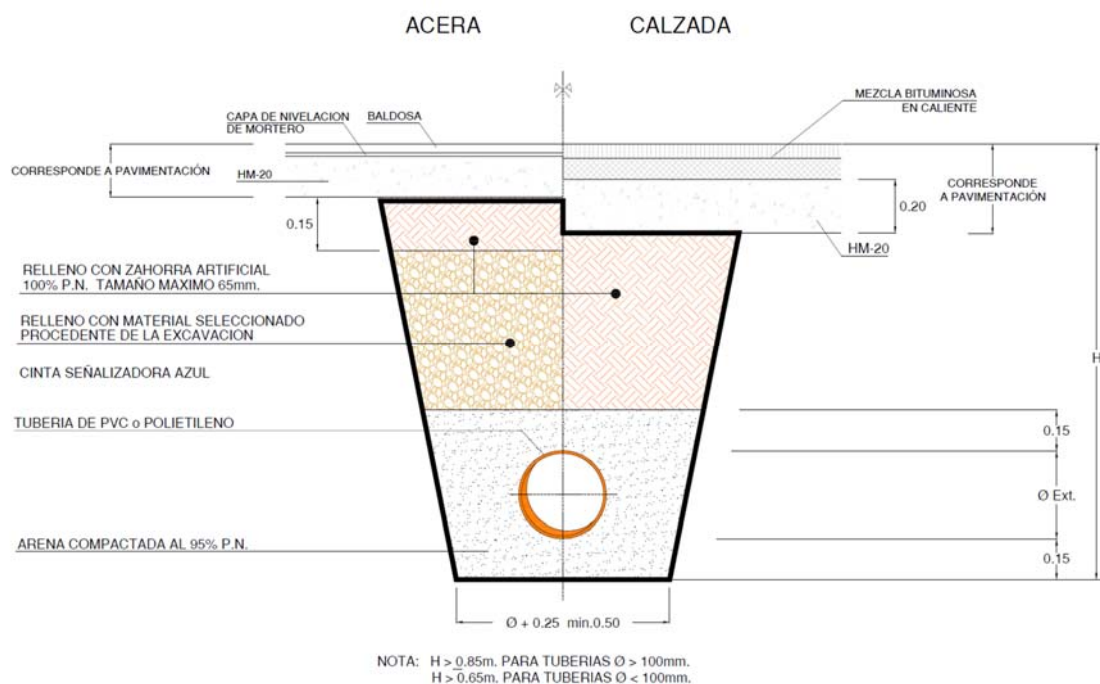 ACERA CALZADA
MEZCLA BITUMINOSA
EN CALIENTE
CAPA DE NIVELACION
DE MORTERO
BALDOSA
CORRESPONDE A PAVIMENTACIÓN
HM-20
CORRESPONDE
A PAVIMENTACIÓN
0.20
0.15
HM-20
RELLENO CON ZAHORRA ARTIFICIAL
100% P.N. TAMAÑO MAXIMO 65mm.
RELLENO CON MATERIAL SELECCIONADO
PROCEDENTE DE LA EXCAVACION
H
CINTA SEÑALIZADORA AZUL
TUBERIA DE PVC o POLIETILENO
0.15
Ø Ext.
ARENA COMPACTADA AL 95% P.N.
0.15
Ø + 0.25 min.0.50
NOTA: H > 0.85m. PARA TUBERIAS Ø > 100mm.
H > 0.65m. PARA TUBERIAS Ø < 100mm.